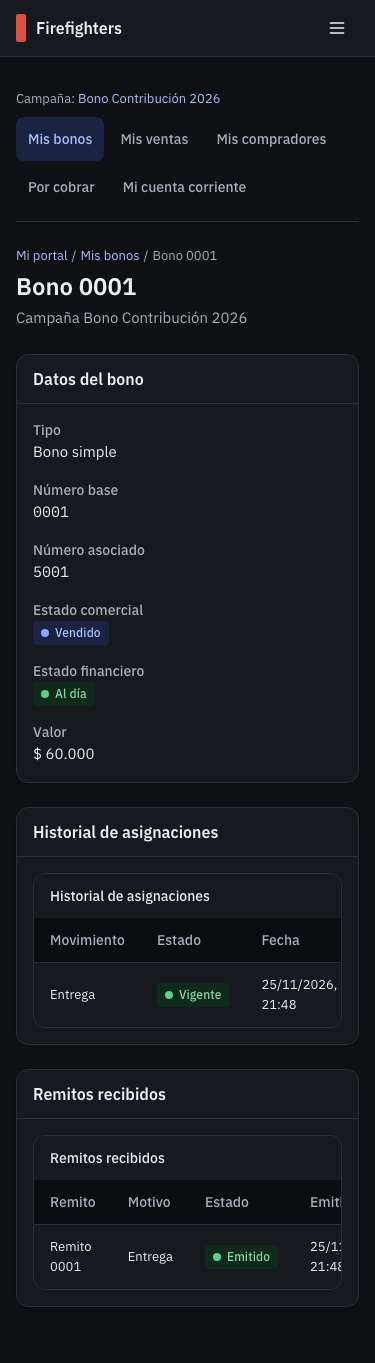 Firefighters
Campaña: Bono Contribución 2026
Mis bonos Mis ventas Mis compradores
Por cobrar Mi cuenta corriente
Mi portal / Mis bonos / Bono 0001
Bono 0001
Campaña Bono Contribución 2026
Datos del bono
Tipo
Bono simple
Número base
0001
Número asociado
5001
Estado comercial
Vendido
Estado financiero
Al día
Valor
$ 60.000
Historial de asignaciones
Historial de asignaciones
Movimiento Estado Fecha
Entrega Vigente 25/11/2026,
21:48
Remitos recibidos
Remitos recibidos
Remito Motivo Estado
Remito
0001 Entrega Emitido